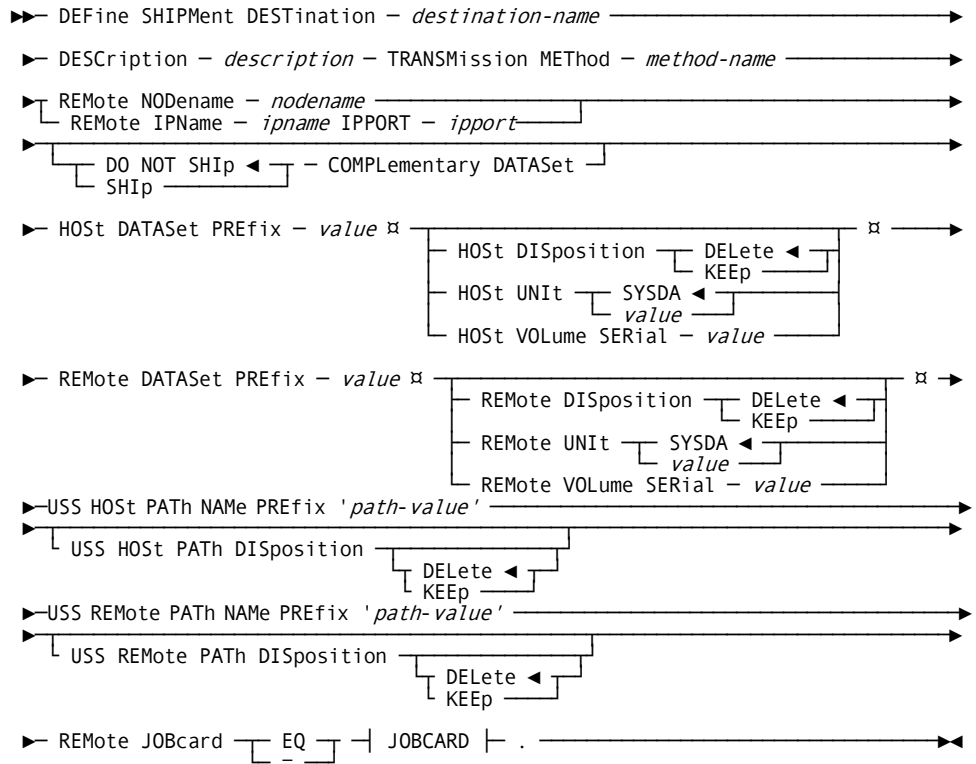 DEFine SHIPMent DESTination – destination-name
DESCription – description – TRANSMission METhod – method-name
REMote NODename – nodename
REMote IPName – ipname IPPORT – ipport
DO NOT SHIp ◄ – COMPLementary DATASet
SHIp
HOSt DATASet PREfix – value ¤ ¤
HOSt DISposition DELete ◄
KEEp
HOSt UNIt SYSDA ◄
value
HOSt VOLume SERial – value
REMote DATASet PREfix – value ¤ ¤
REMote DISposition DELete ◄
KEEp
REMote UNIt SYSDA ◄
value
REMote VOLume SERial – value
USS HOSt PATh NAMe PREfix 'path-value'
USS HOSt PATh DISposition
DELete ◄
KEEp
USS REMote PATh NAMe PREfix 'path-value'
USS REMote PATh DISposition
DELete ◄
KEEp
REMote JOBcard EQ JOBCARD .